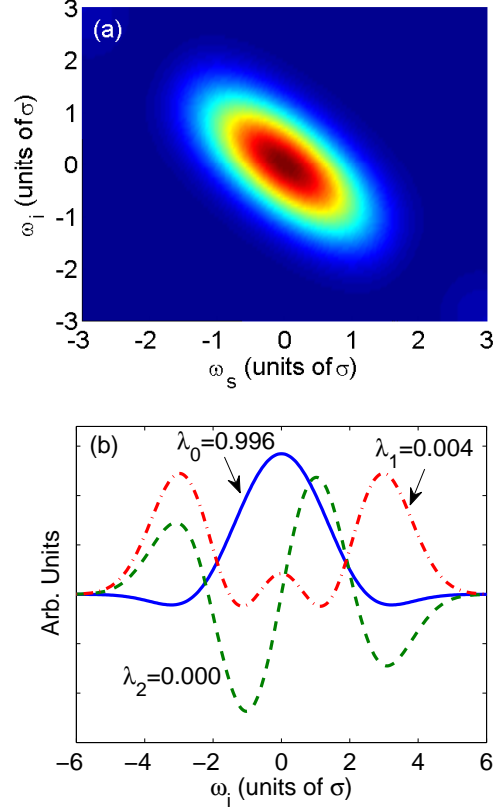 (a)
3
2
1
0
-1
-2
-3
ω_i (units of σ)
-3 -1 0 1 3
ω_s (units of σ)
(b)
λ_0=0.996
λ_1=0.004
λ_2=0.000
Arb. Units
−6 −4 −2 0 2 4 6
ω_i (units of σ)